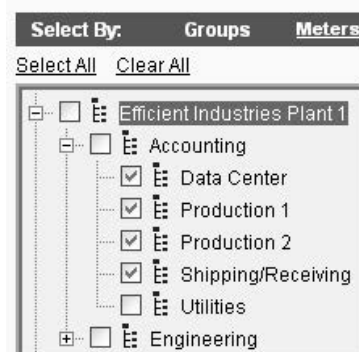 Select By: Groups Meters
Select All Clear All
Efficient Industries Plant 1
Accounting
Data Center
Production 1
Production 2
Shipping/Receiving
Utilities
Engineering